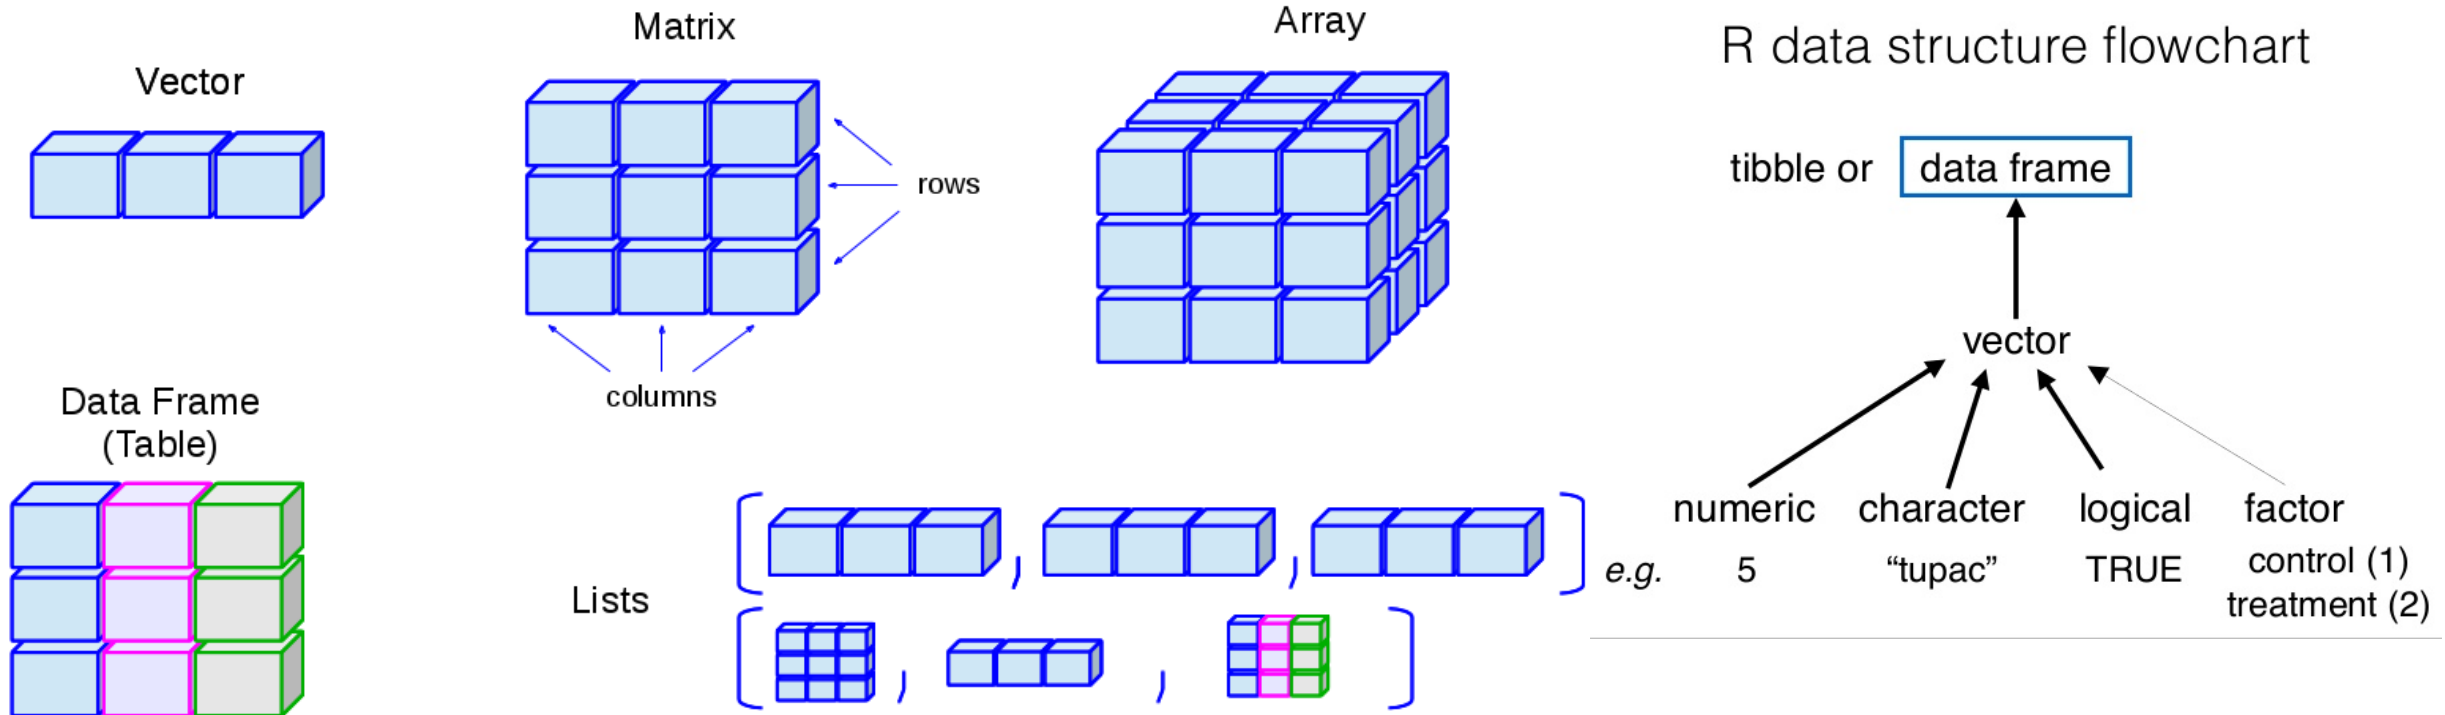 Vector
Matrix
Array
rows
columns
Data Frame
(Table)
Lists
R data structure flowchart
tibble or data frame
vector
numeric character logical factor
e.g. 5 “tupac” TRUE control (1)
treatment (2)